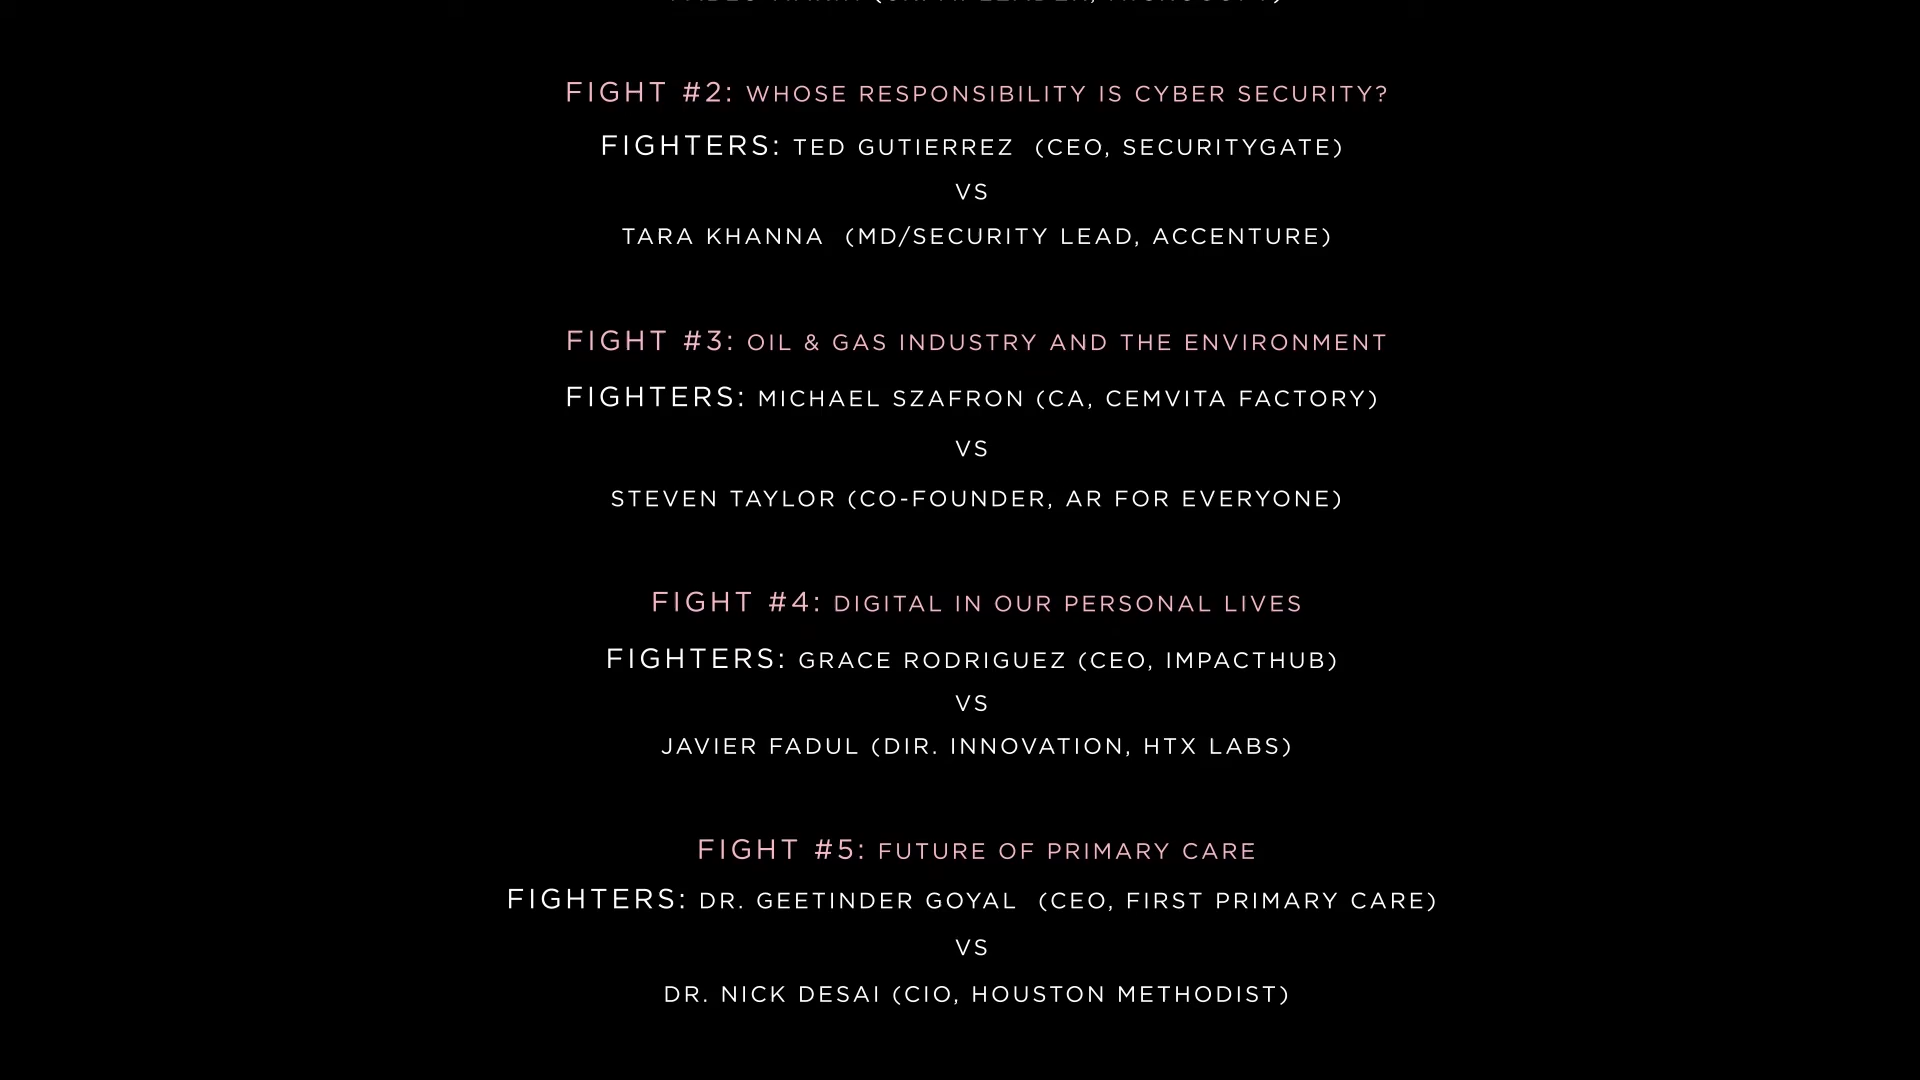 FIGHT #2: WHOSE RESPONSIBILITY IS CYBER SECURITY?
FIGHTERS: TED GUTIERREZ (CEO, SECURITYGATE)
VS
TARA KHANNA (MD/SECURITY LEAD, ACCENTURE)
FIGHT #3: OIL & GAS INDUSTRY AND THE ENVIRONMENT
FIGHTERS: MICHAEL SZAFRON (CA, CEMVITA FACTORY)
VS
STEVEN TAYLOR (CO-FOUNDER, AR FOR EVERYONE)
FIGHT #4: DIGITAL IN OUR PERSONAL LIVES
FIGHTERS: GRACE RODRIGUEZ (CEO, IMPACTHUB)
VS
JAVIER FADUL (DIR. INNOVATION, HTX LABS)
FIGHT #5: FUTURE OF PRIMARY CARE
FIGHTERS: DR. GEETINDER GOYAL (CEO, FIRST PRIMARY CARE)
VS
DR. NICK DESAI (CIO, HOUSTON METHODIST)